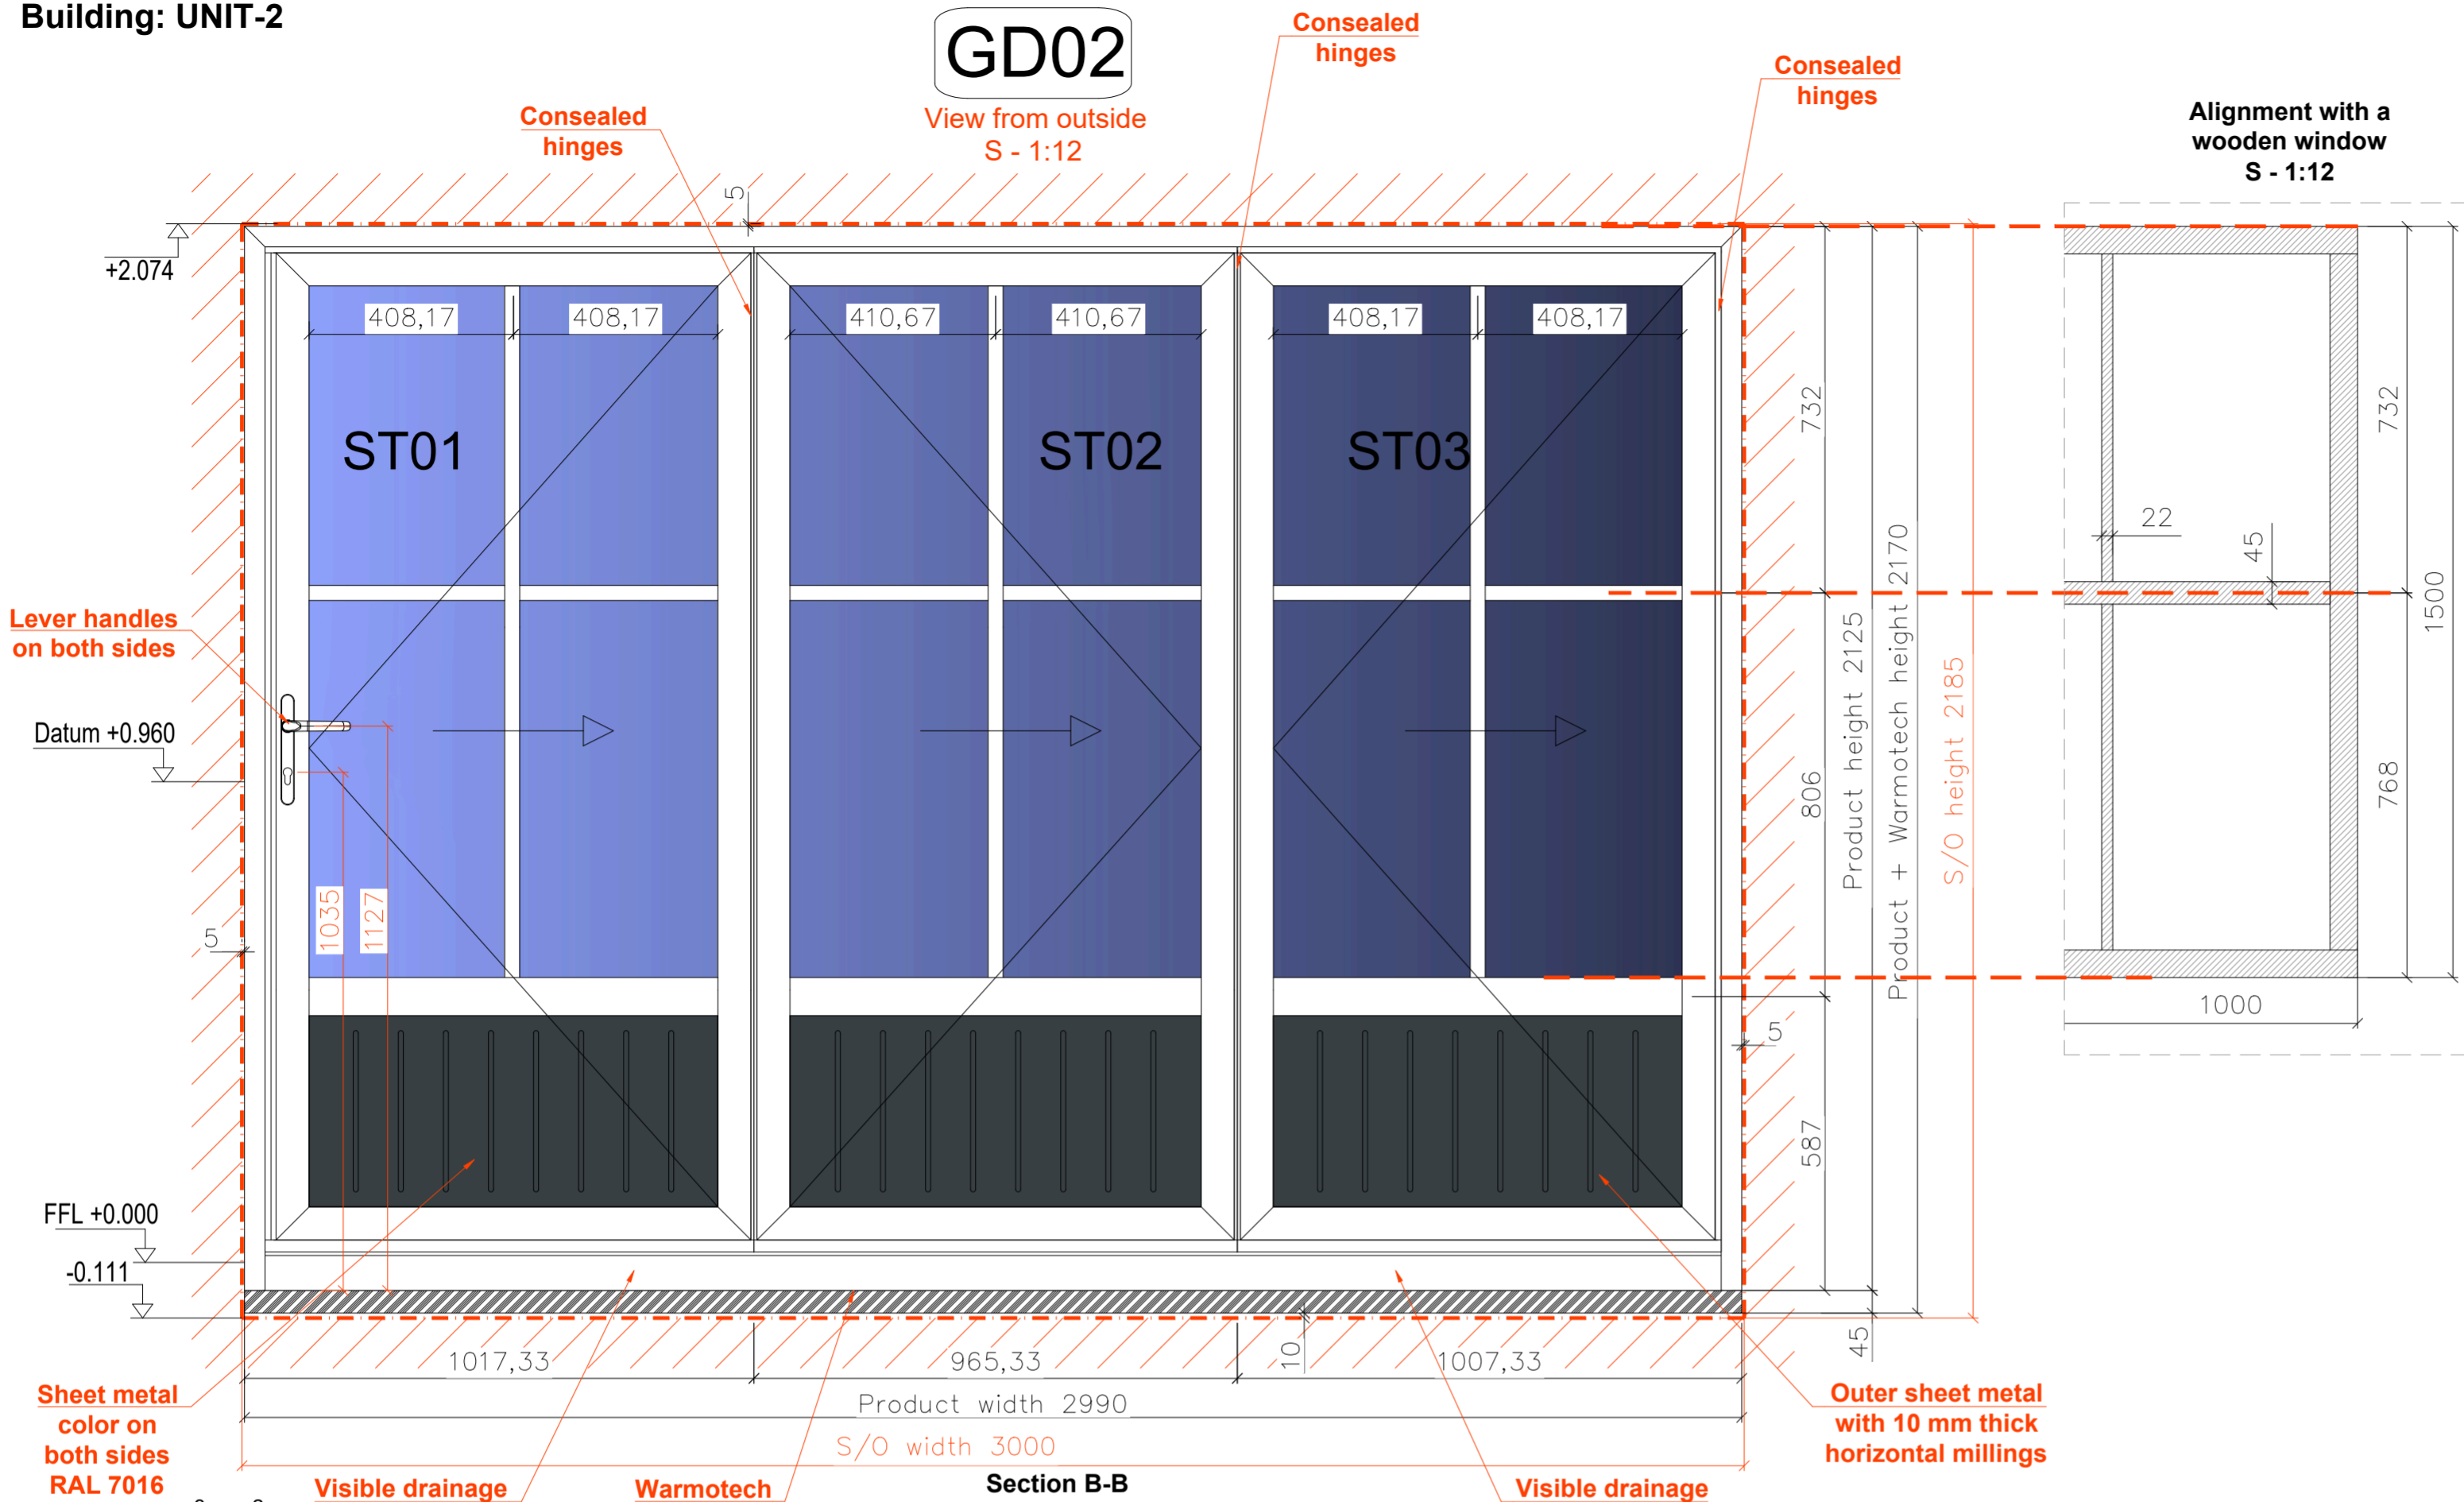 Building: UNIT-2
GD02
View from outside
S - 1:12
Consealed
hinges
Consealed
hinges
Consealed
hinges
Alignment with a
wooden window
S - 1:12
5
+2.074
408,17
408,17
410,67
410,67
408,17
408,17
ST01
ST02
ST03
732
732
22
45
1500
Lever handles
on both sides
Datum +0.960
806
Product height 2125
Product + Warmotech height 2170
S/O height 2185
768
1035
1127
5
1000
5
587
FFL +0.000
-0.111
45
10
1017,33
965,33
1007,33
Product width 2990
S/O width 3000
Sheet metal
color on
both sides
RAL 7016
Outer sheet metal
with 10 mm thick
horizontal millings
Visible drainage
Warmotech
Section B-B
Visible drainage